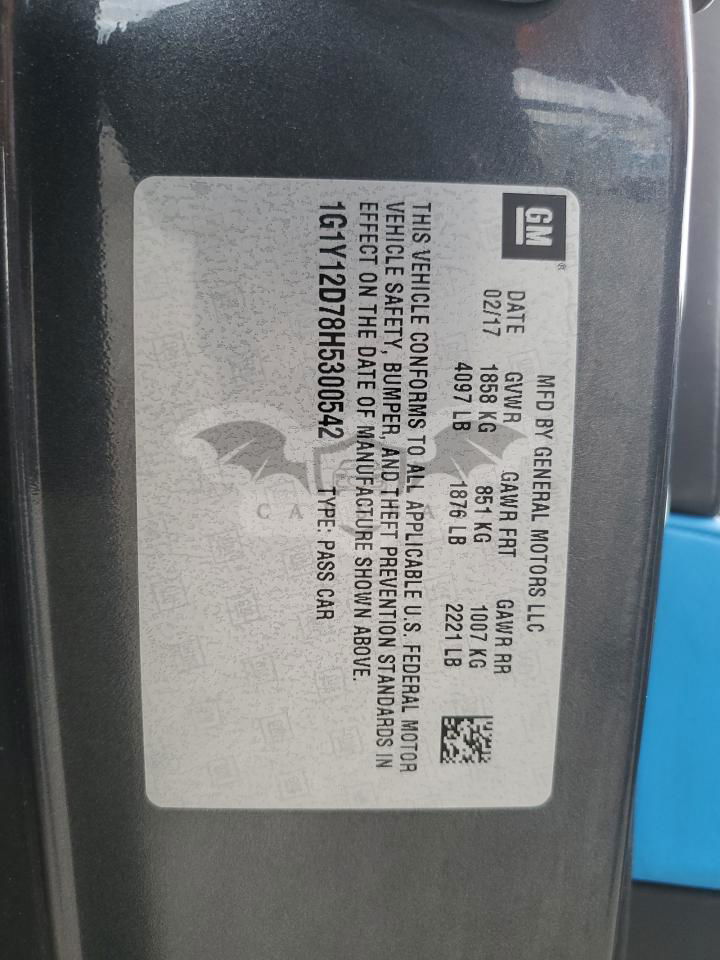 GM®
MFD BY GENERAL MOTORS LLC
DATE GVWR GAWR FRT GAWR RR
02/17 1858 KG 851 KG 1007 KG
4097 LB 1876 LB 2221 LB
THIS VEHICLE CONFORMS TO ALL APPLICABLE U.S. FEDERAL MOTOR
VEHICLE SAFETY, BUMPER, AND THEFT PREVENTION STANDARDS IN
EFFECT ON THE DATE OF MANUFACTURE SHOWN ABOVE.
1G1Y12D78H5300542 TYPE: PASS CAR